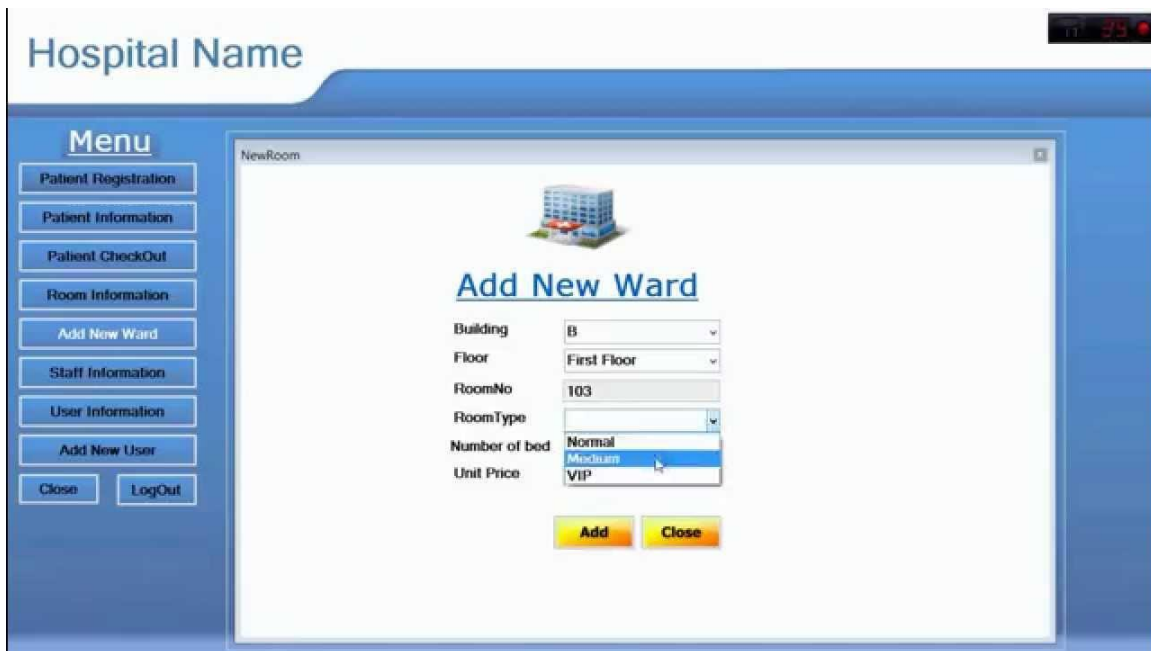 Hospital Name
39
Menu
Patient Registration
Patient Information
Patient CheckOut
Room Information
Add New Ward
Staff Information
User Information
Add New User
Close LogOut
NewRoom
Add New Ward
Building B
Floor First Floor
RoomNo 103
RoomType
Normal
Number of bed
Medium
Unit Price
VIP
Add Close